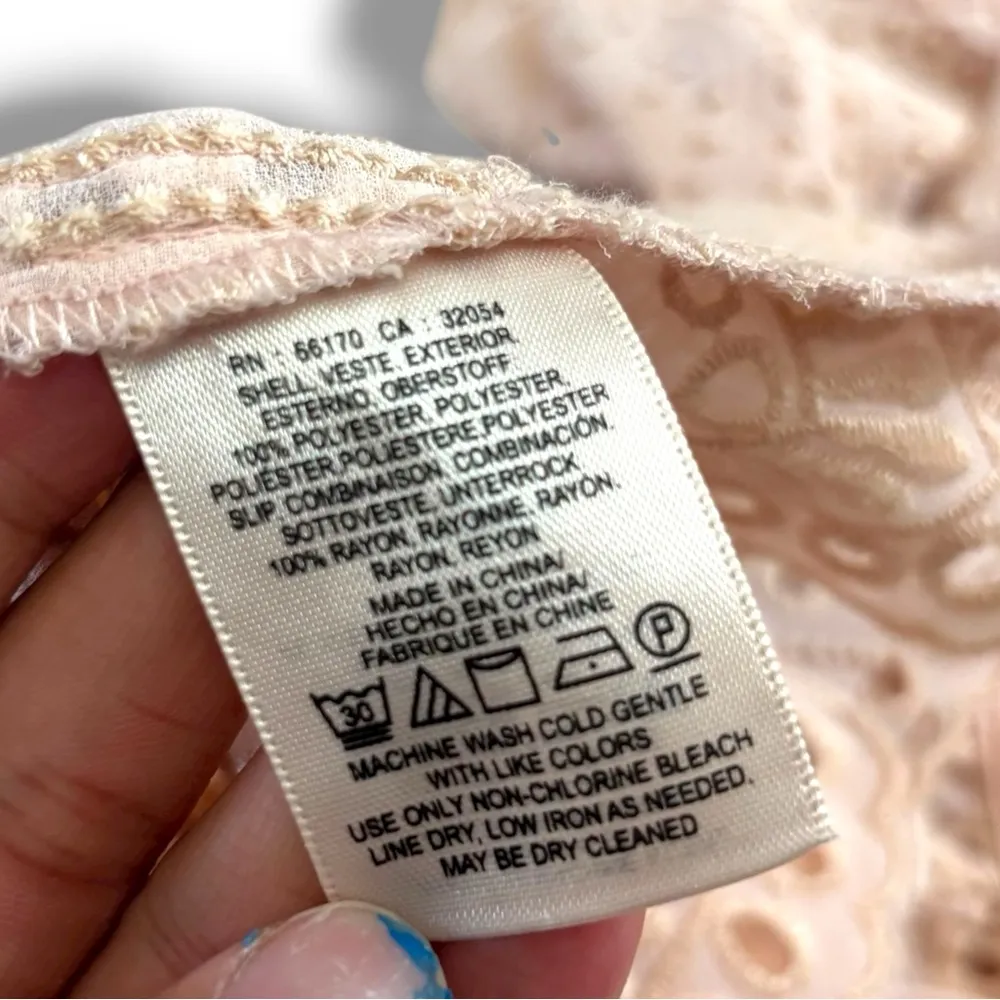 RN : 66170 CA : 32054
SHELL, VESTE, EXTERIOR
ESTERNO, OBERSTOFF
100% POLYESTER, POLYESTER,
POLIESTER,POLIESTERE,POLYESTER
SLIP, COMBINAISON, COMBINACIÓN.
SOTTOVESTE, UNTERROCK
100% RAYON, RAYONNE, RAYÓN.
RAYON, REYON
MADE IN CHINA/
HECHO EN CHINA/
FABRIQUE EN CHINE
30 P
MACHINE WASH COLD GENTLE
WITH LIKE COLORS
USE ONLY NON-CHLORINE BLEACH
LINE DRY, LOW IRON AS NEEDED.
MAY BE DRY CLEANED